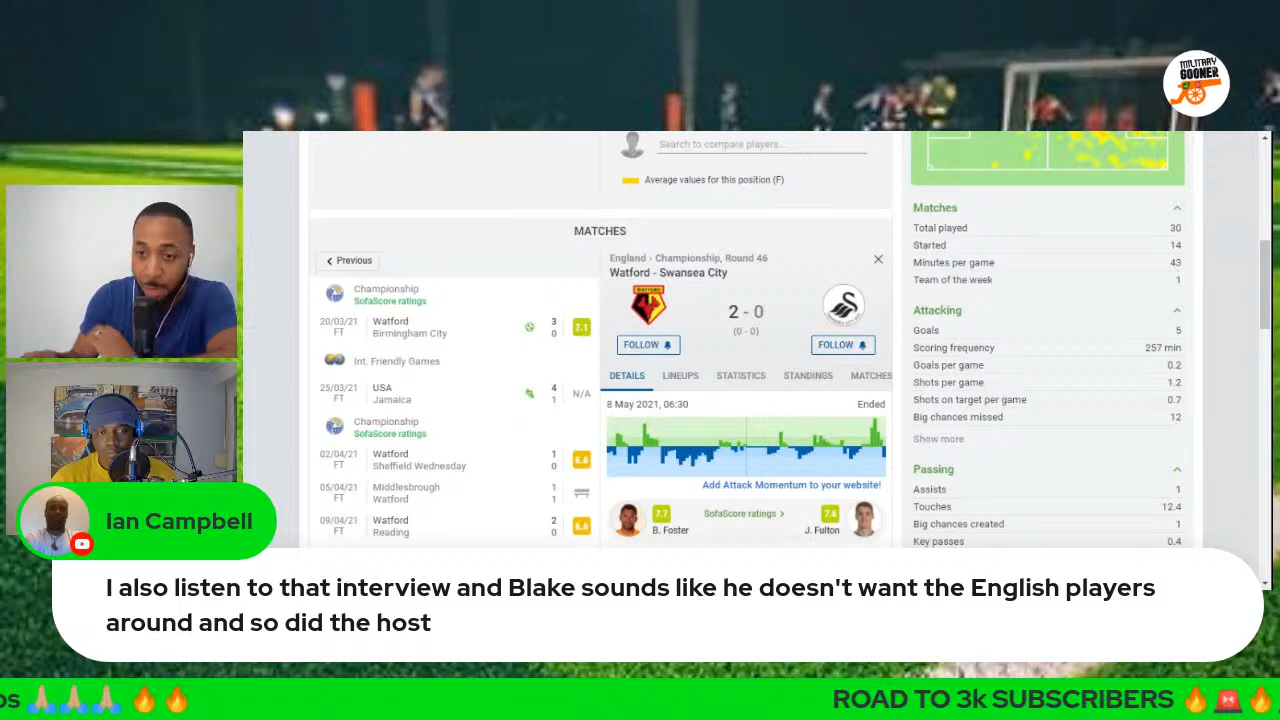 MILITARY
GOONER
Search to compare players...
Average values for this position (F)
MATCHES
Previous
Championship
SofaScore ratings
20/03/21
FT
Watford
Birmingham City
3
0
7.1
Int. Friendly Games
25/03/21
FT
USA
Jamaica
4
1
N/A
Championship
SofaScore ratings
02/04/21
FT
Watford
Sheffield Wednesday
1
0
6.6
05/04/21
FT
Middlesbrough
Watford
1
1
09/04/21
FT
Watford
Reading
2
0
6.6
England - Championship, Round 46
Watford - Swansea City
WATFORD
2 - 0
(0 - 0)
FOLLOW
FOLLOW
DETAILS LINEUPS STATISTICS STANDINGS MATCHES
8 May 2021, 06:30 Ended
Add Attack Momentum to your website!
7.7
B. Foster
SofaScore ratings >
7.6
J. Fulton
Matches
Total played 30
Started 14
Minutes per game 43
Team of the week 1
Attacking
Goals 5
Scoring frequency 257 min
Goals per game 0.2
Shots per game 1.2
Shots on target per game 0.7
Big chances missed 12
Show more
Passing
Assists 1
Touches 12.4
Big chances created 1
Key passes 0.4
Ian Campbell
I also listen to that interview and Blake sounds like he doesn't want the English players
around and so did the host
os 🙏🏽🙏🏽🙏🏽 🔥🔥 ROAD TO 3k SUBSCRIBERS 🔥🚨🔥